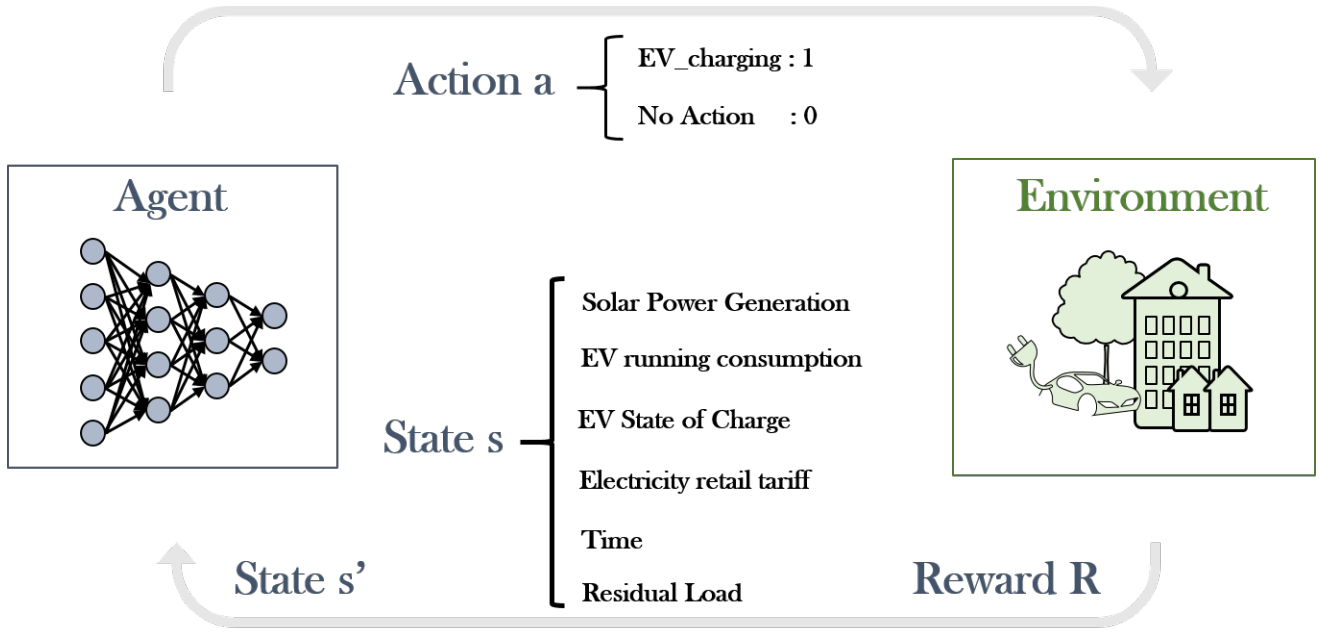 Action a
EV_charging : 1
No Action : 0
Agent
Environment
State s
Solar Power Generation
EV running consumption
EV State of Charge
Electricity retail tariff
Time
Residual Load
State s’
Reward R